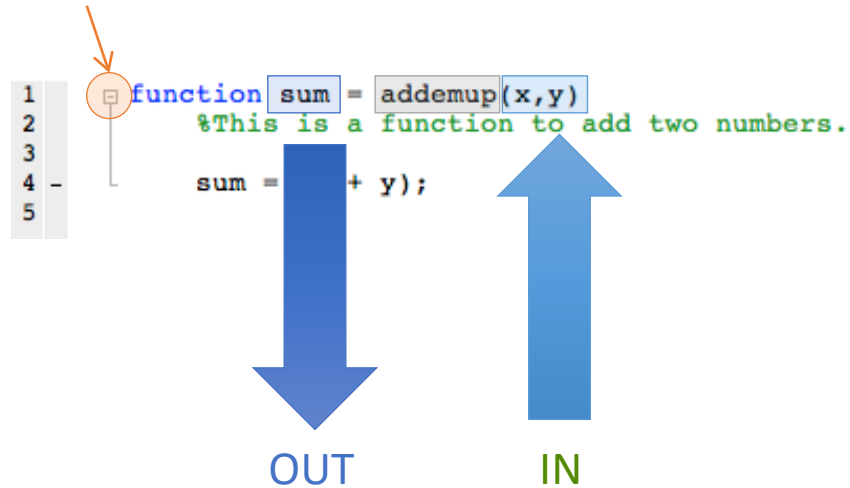 1 function sum = addemup(x,y)
2 %This is a function to add two numbers.
3
4 - sum = + y);
5
OUT IN